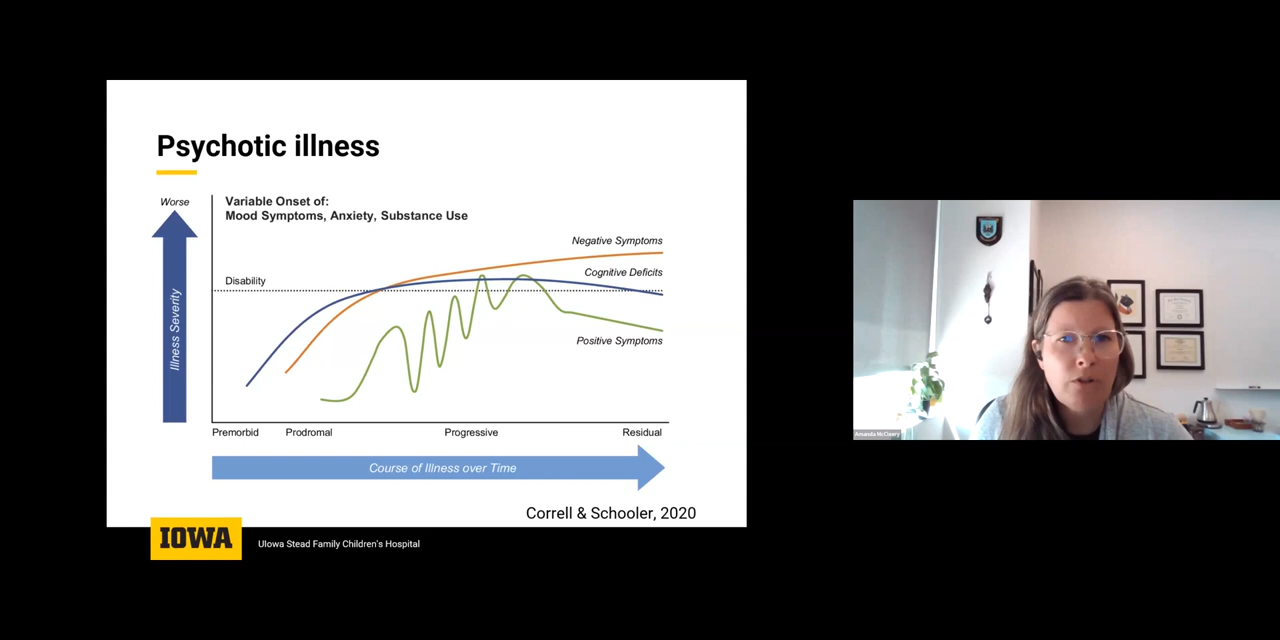 Psychotic illness
Worse
Variable Onset of:
Mood Symptoms, Anxiety, Substance Use
Negative Symptoms
Cognitive Deficits
Disability
Illness Severity
Positive Symptoms
Premorbid
Prodromal
Progressive
Residual
Course of Illness over Time
Correll & Schooler, 2020
IOWA
UIowa Stead Family Children's Hospital
Amanda McCleery